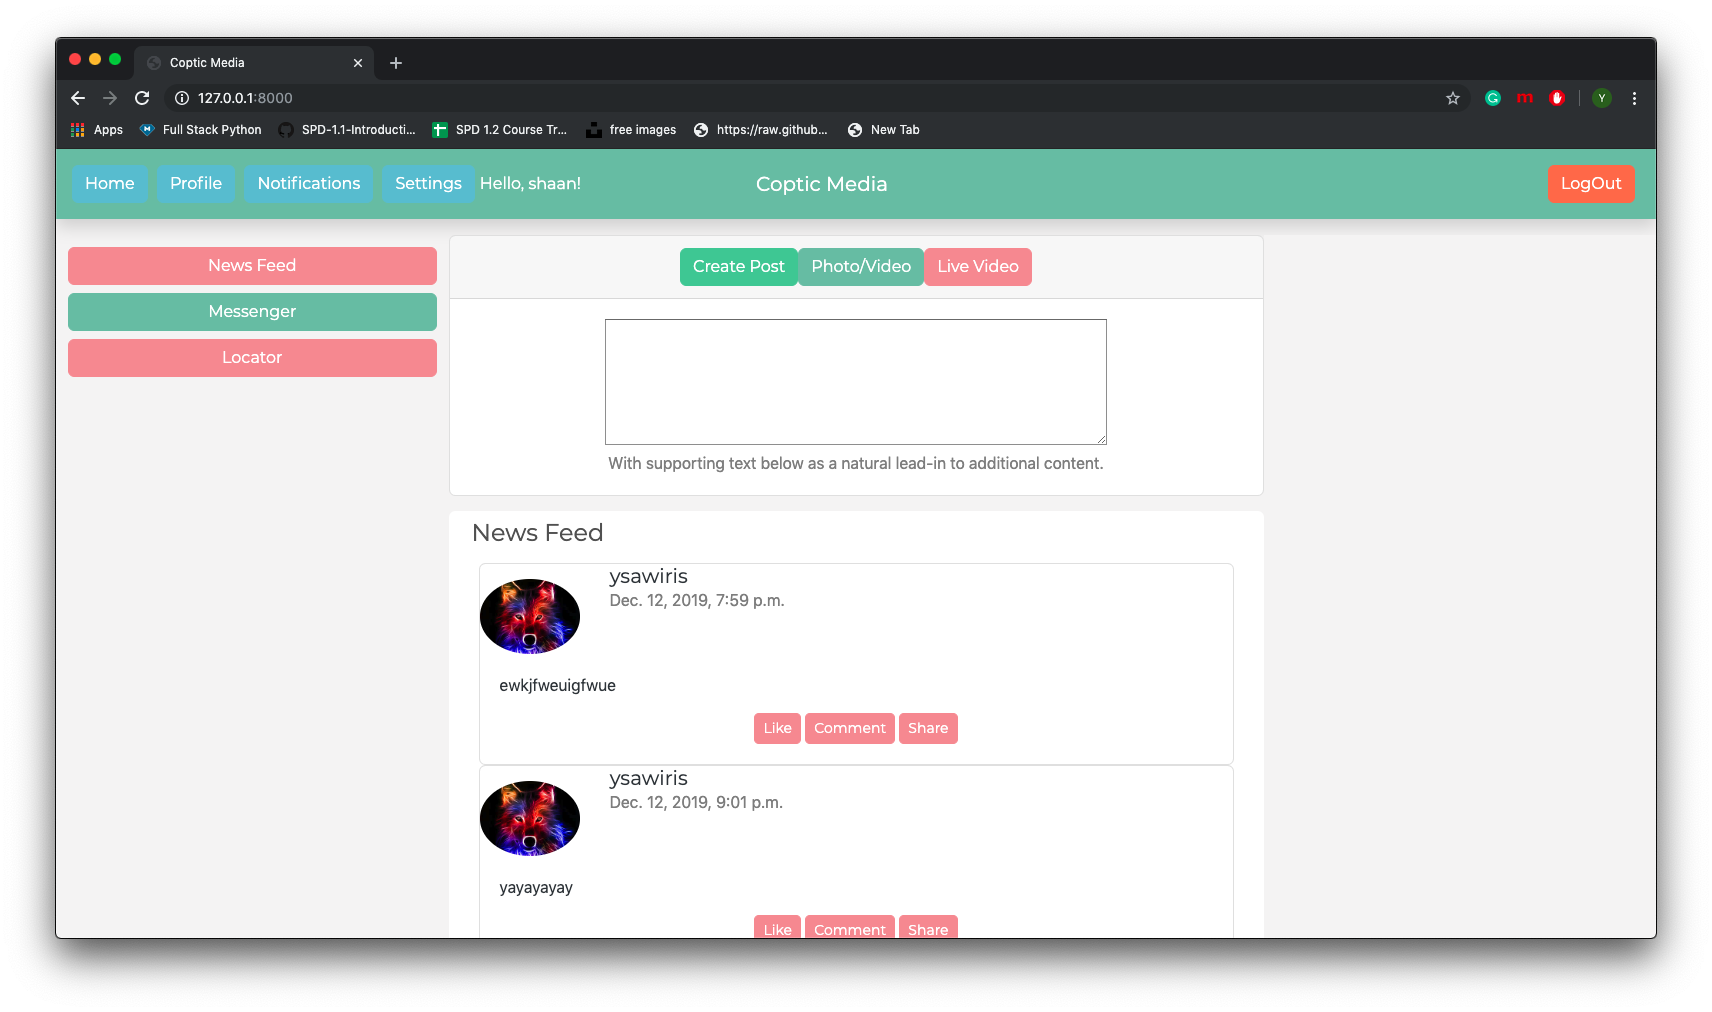 Coptic Media
127.0.0.1:8000
Apps Full Stack Python SPD-1.1-Introducti... SPD 1.2 Course Tr... free images https://raw.github... New Tab
Y
Home Profile Notifications Settings Hello, shaan! Coptic Media LogOut
News Feed
Messenger
Locator
Create Post Photo/Video Live Video
With supporting text below as a natural lead-in to additional content.
News Feed
ysawiris
Dec. 12, 2019, 7:59 p.m.
ewkjfweuigfwue
Like Comment Share
ysawiris
Dec. 12, 2019, 9:01 p.m.
yayayayay
Like Comment Share